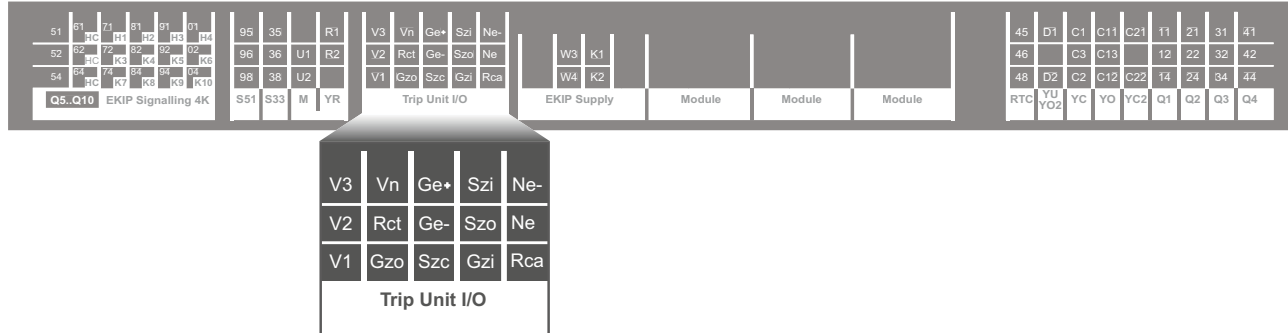 51 61 HC 71 H1 81 H2 91 H3 01 H4 95 35 R1 V3 Vn Ge+ Szi Ne- 45 D1 C1 C11 C21 11 21 31 41
52 62 HC 72 K3 82 K4 92 K5 02 K6 96 36 U1 R2 V2 Rct Ge- Szo Ne W3 K1 46 C3 C13 12 22 32 42
54 64 HC 74 K7 84 K8 94 K9 04 K10 98 38 U2 V1 Gzo Szc Gzi Rca W4 K2 48 D2 C2 C12 C22 14 24 34 44
Q5..Q10 EKIP Signalling 4K S51 S33 M YR Trip Unit I/O EKIP Supply Module Module Module RTC YU YO2 YC YO YC2 Q1 Q2 Q3 Q4
V3 Vn Ge+ Szi Ne-
V2 Rct Ge- Szo Ne
V1 Gzo Szc Gzi Rca
Trip Unit I/O